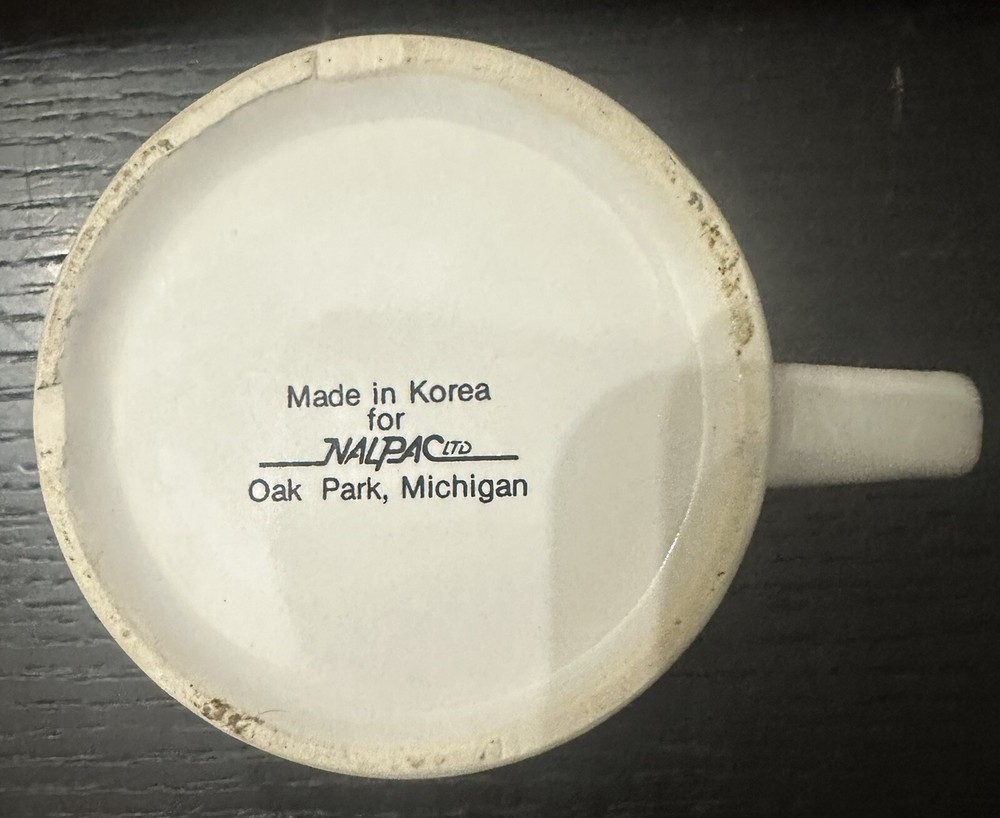 Made in Korea
for
NALPAC LTD
Oak Park, Michigan